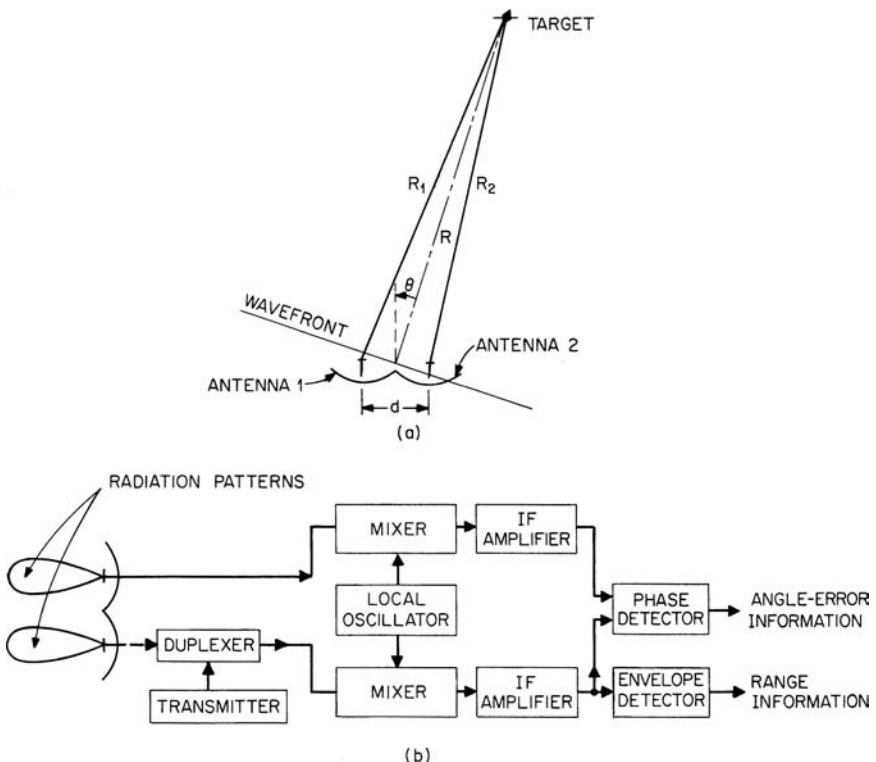 TARGET
R1
R2
R
θ
WAVEFRONT
ANTENNA 2
ANTENNA 1
d
(a)
RADIATION PATTERNS
MIXER
IF
AMPLIFIER
LOCAL
OSCILLATOR
PHASE
DETECTOR
ANGLE-ERROR
INFORMATION
DUPLEXER
TRANSMITTER
MIXER
IF
AMPLIFIER
ENVELOPE
DETECTOR
RANGE
INFORMATION
(b)